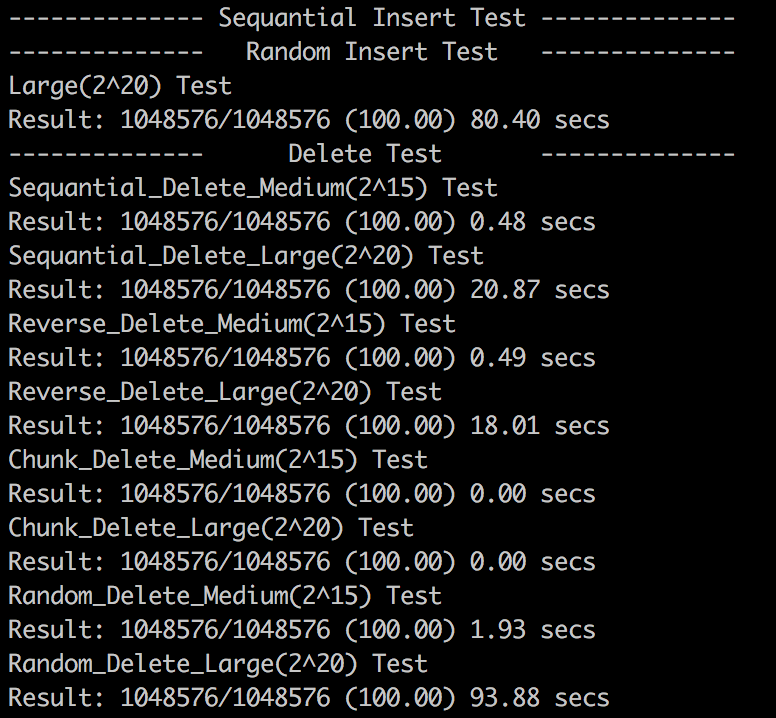 -------------- Sequantial Insert Test --------------
--------------   Random Insert Test   --------------
Large(2^20) Test
Result: 1048576/1048576 (100.00) 80.40 secs
--------------      Delete Test       --------------
Sequantial_Delete_Medium(2^15) Test
Result: 1048576/1048576 (100.00) 0.48 secs
Sequantial_Delete_Large(2^20) Test
Result: 1048576/1048576 (100.00) 20.87 secs
Reverse_Delete_Medium(2^15) Test
Result: 1048576/1048576 (100.00) 0.49 secs
Reverse_Delete_Large(2^20) Test
Result: 1048576/1048576 (100.00) 18.01 secs
Chunk_Delete_Medium(2^15) Test
Result: 1048576/1048576 (100.00) 0.00 secs
Chunk_Delete_Large(2^20) Test
Result: 1048576/1048576 (100.00) 0.00 secs
Random_Delete_Medium(2^15) Test
Result: 1048576/1048576 (100.00) 1.93 secs
Random_Delete_Large(2^20) Test
Result: 1048576/1048576 (100.00) 93.88 secs